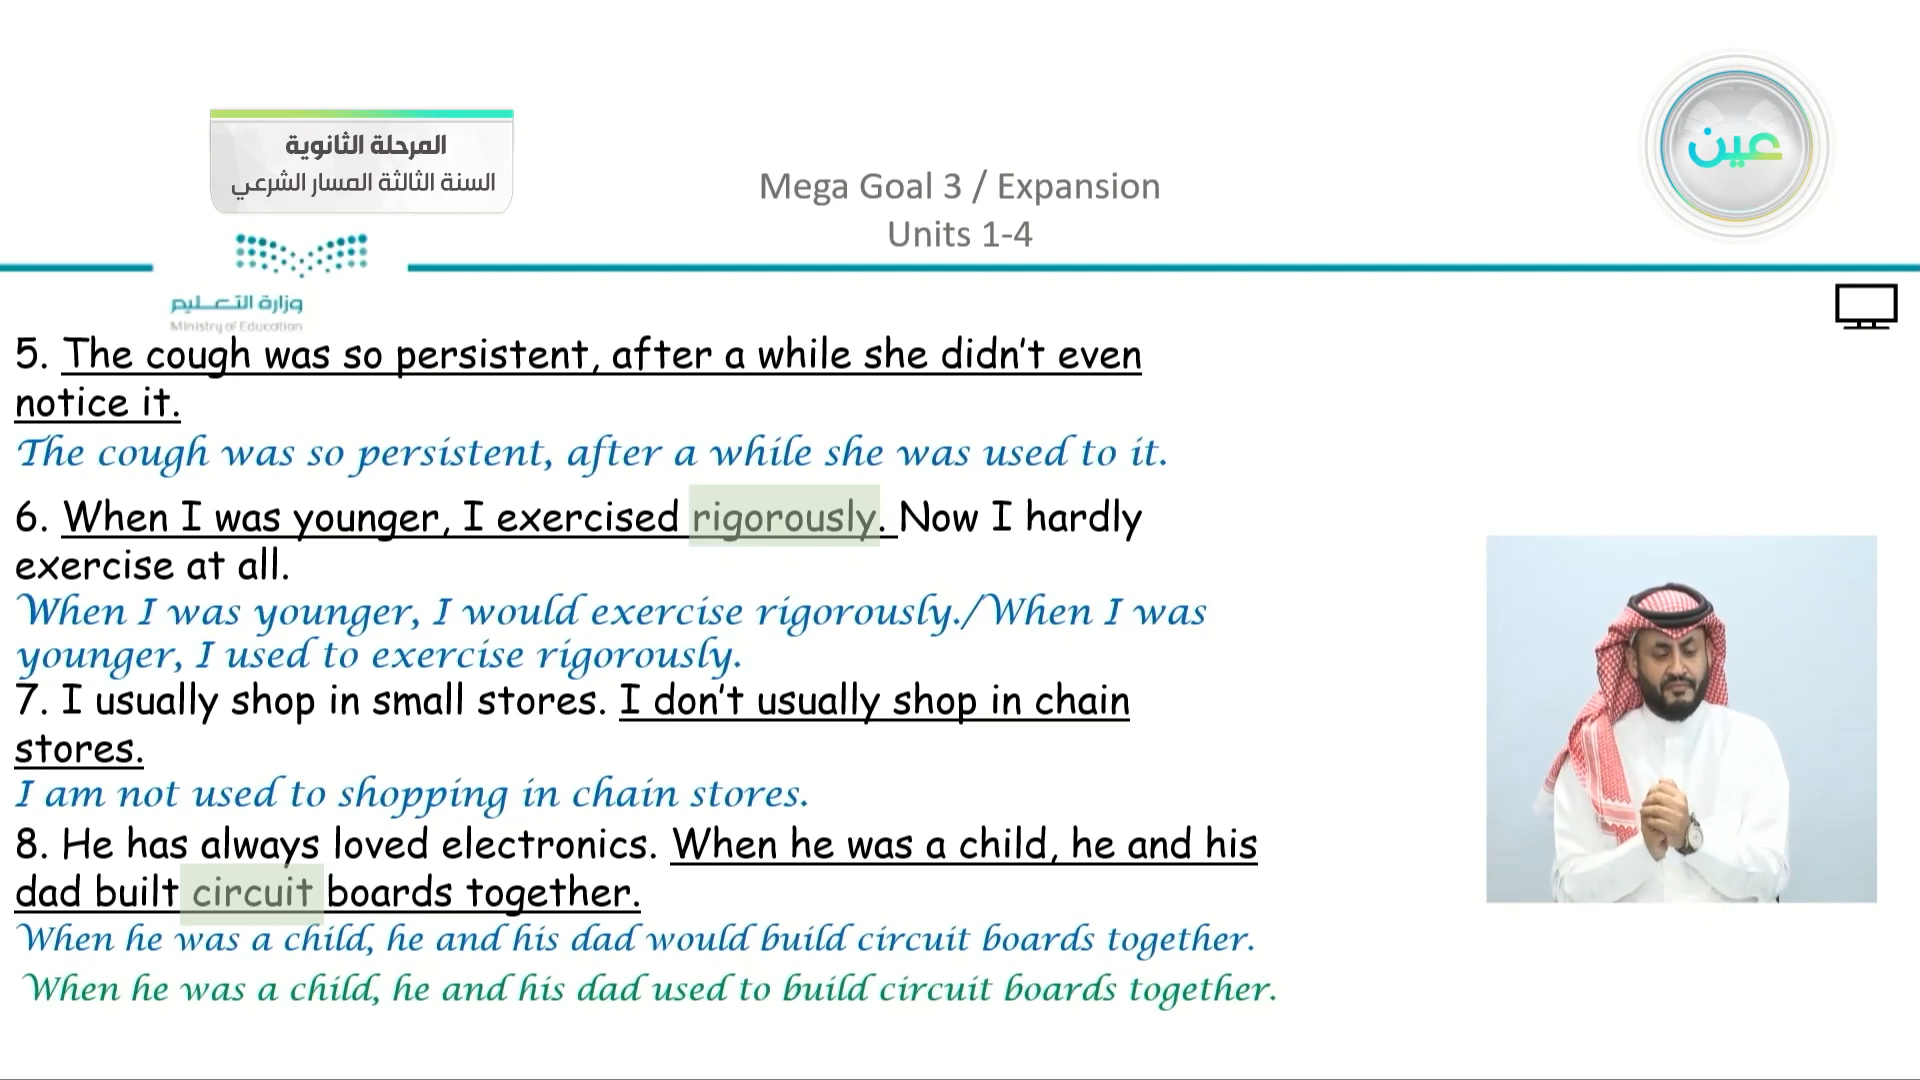 المرحلة الثانوية
السنة الثالثة المسار الشرعي
عين
Mega Goal 3 / Expansion
Units 1-4
وزارة التعليم
Ministry of Education
5. The cough was so persistent, after a while she didn't even
notice it.
The cough was so persistent, after a while she was used to it.
6. When I was younger, I exercised rigorously. Now I hardly
exercise at all.
When I was younger, I would exercise rigorously./When I was
younger, I used to exercise rigorously.
7. I usually shop in small stores. I don't usually shop in chain
stores.
I am not used to shopping in chain stores.
8. He has always loved electronics. When he was a child, he and his
dad built circuit boards together.
When he was a child, he and his dad would build circuit boards together.
When he was a child, he and his dad used to build circuit boards together.